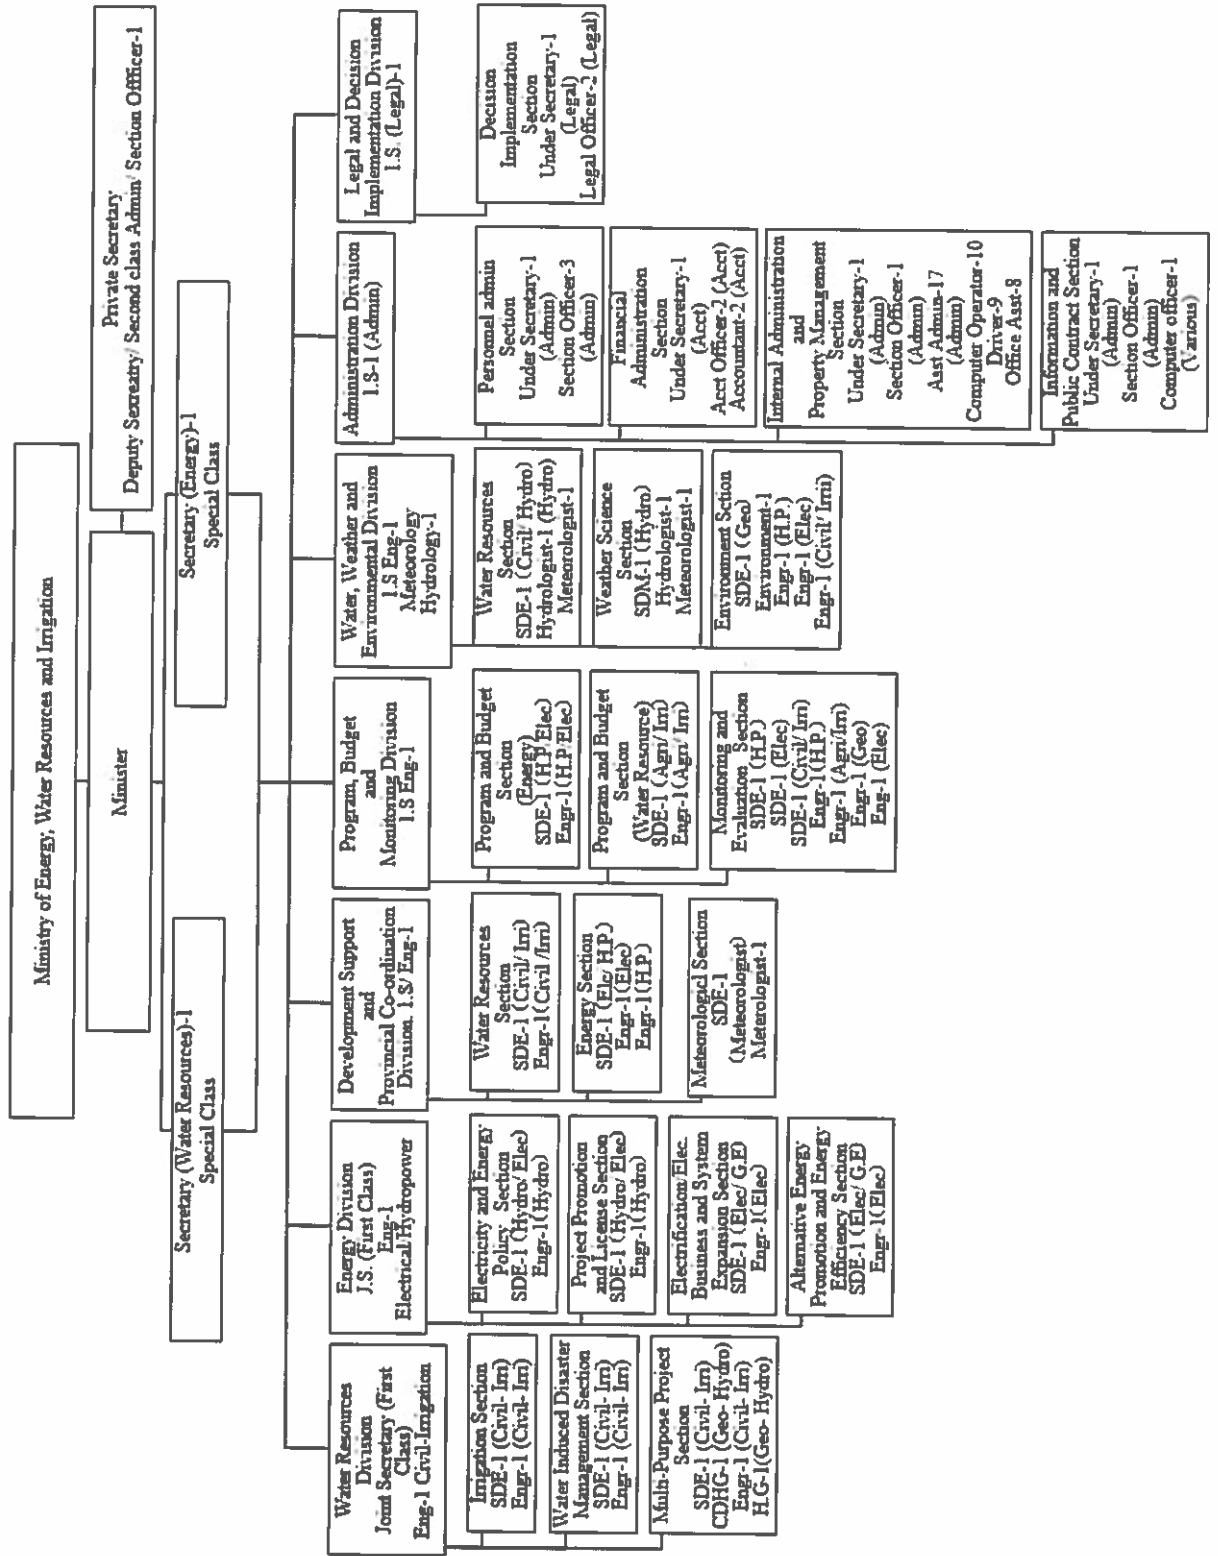 Ministry of Energy, Water Resources and Irrigation
Minister
Private Secretary
Deputy Sexreatry/ Second class Admin/ Section Offficer-1
Secretary (Water Resources)-1
Special Class
Secretary (Energy)-1
Special Class
Water Resources
Division
Joint Secretary (First
Class)
Eng-1 Civil-Irrigation
Irrigation Section
SDE-1 (Civil- Irri)
Engr-1 (Civil- Irri)
Water Induced Disaster
Management Section
SDE-1 (Civil- Irri)
Engr-1 (Civil- Irri)
Multi-Purpose Project
Section
SDE-1 (Civil- Irri)
CDHG-1 (Geo- Hydro)
Engr-1 (Civil- Irri)
H.G-1(Geo- Hydro)
Energy Division
J.S. (First Class)
Eng-1
Electrical/Hydropower
Electricity and Energy
Policy Section
SDE-1 (Hydro/ Elec)
Engr-1(Hydro)
Project Promotion
and License Section
SDE-1 (Hydro/ Elec)
Engr-1(Hydro)
Electrification/Elec.
Business and System
Expansion Section
SDE-1 (Elec/ G.E)
Engr-1(Elec)
Alternative Energy
Promotion and Energy
Efficiency Section
SDE-1 (Elec/ G.E)
Engr-1(Elec)
Development Support
and
Provincial Co-ordination
Division. 1.S/ Eng-1
Water Resources
Section
SDE-1 (Civil/ Irri)
Engr-1(Civil /Irri)
Energy Section
SDE-1 (Elc/ H.P)
Engr-1(Elec)
Engr-1(H.P)
Meteorologicl Section
SDE-1
(Meteorologist)
Meterologist-1
Program, Budget
and
Monitoring Division
1.S Eng-1
Program and Budget
Section
(Energy)
SDE-1 (H.P/Elec)
Engr-1(H.P/Elec)
Program and Budget
Section
(Water Resource)
SDE-1 (Agri/ Irri)
Engr-1(Agri/ Irri)
Monitoring and
Evaluation Section
SDE-1 (H.P)
SDE-1 (Elec)
SDE-1 (Civil/ Irri)
Engr-1(H.P.)
Engr-1 (Agri/Irri)
Engr-1 (Geo)
Eng-1 (Elec)
Water, Weather and
Environmental Division
1.S Eng-1
Meteorology
Hydrology-1
Water Resources
Section
SDE-1 (Civil/ Hydro)
Hydrologist-1 (Hydro)
Meteorologist-1
Weather Science
Section
SDM-1 (Hydro)
Hydrologist-1
Meteorologist-1
Environment Sction
SDE-1 (Geo)
Environment-1
Engr-1 (H.P.)
Engr-1 (Elec)
Engr-1 (Civil/ Irrii)
Administration Division
1.S-1 (Admin)
Personnel admin
Section
Under Secretary-1
(Admin)
Section Officer-3
(Admin)
Financial
Administration
Section
Under Secretary-1
(Acct)
Acct Officer-2 (Acct)
Accountant-2 (Acct)
Internal Administration
and
Property Management
Section
Under Secretary-1
(Admin)
Section Officer-1
(Admin)
Asst Admin-17
(Admin)
Computer Operator-10
Driver-9
Office Asst-8
Information and
Public Contract Section
Under Secretary-1
(Admin)
Section Officer-1
(Admin)
Computer officer-1
(Various)
Legal and Decision
Implementation Division
1.S. (Legal)-1
Decision
Implementation
Section
Under Secretary-1
(Legal)
Legal Officer-2 (Legal)